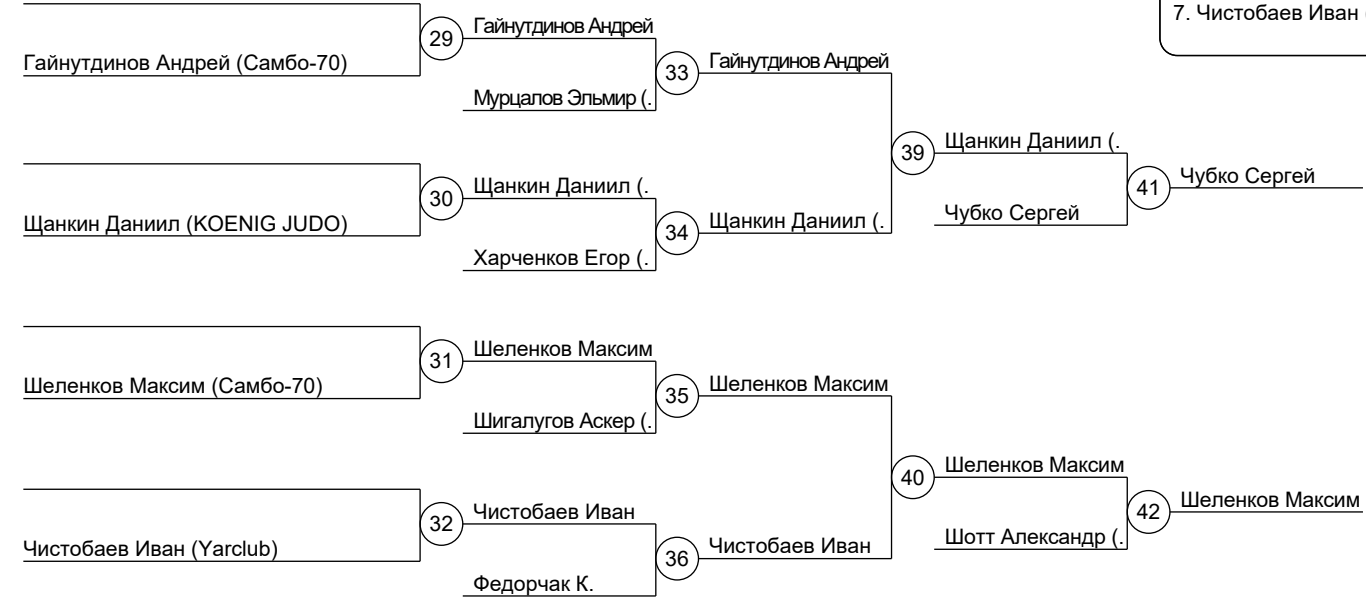 7. Чистобаев Иван (
29
Гайнутдинов Андрей
Гайнутдинов Андрей (Самбо-70)
33
Гайнутдинов Андрей
Мурцалов Эльмир (.
39
Щанкин Даниил (.
30
Щанкин Даниил (.
41
Чубко Сергей
Щанкин Даниил (KOENIG JUDO)
34
Щанкин Даниил (.
Чубко Сергей
Харченков Егор (.
31
Шеленков Максим
Шеленков Максим (Самбо-70)
35
Шеленков Максим
Шигалугов Аскер (.
40
Шеленков Максим
32
Чистобаев Иван
42
Шеленков Максим
Чистобаев Иван (Yarclub)
36
Чистобаев Иван
Шотт Александр (.
Федорчак К.